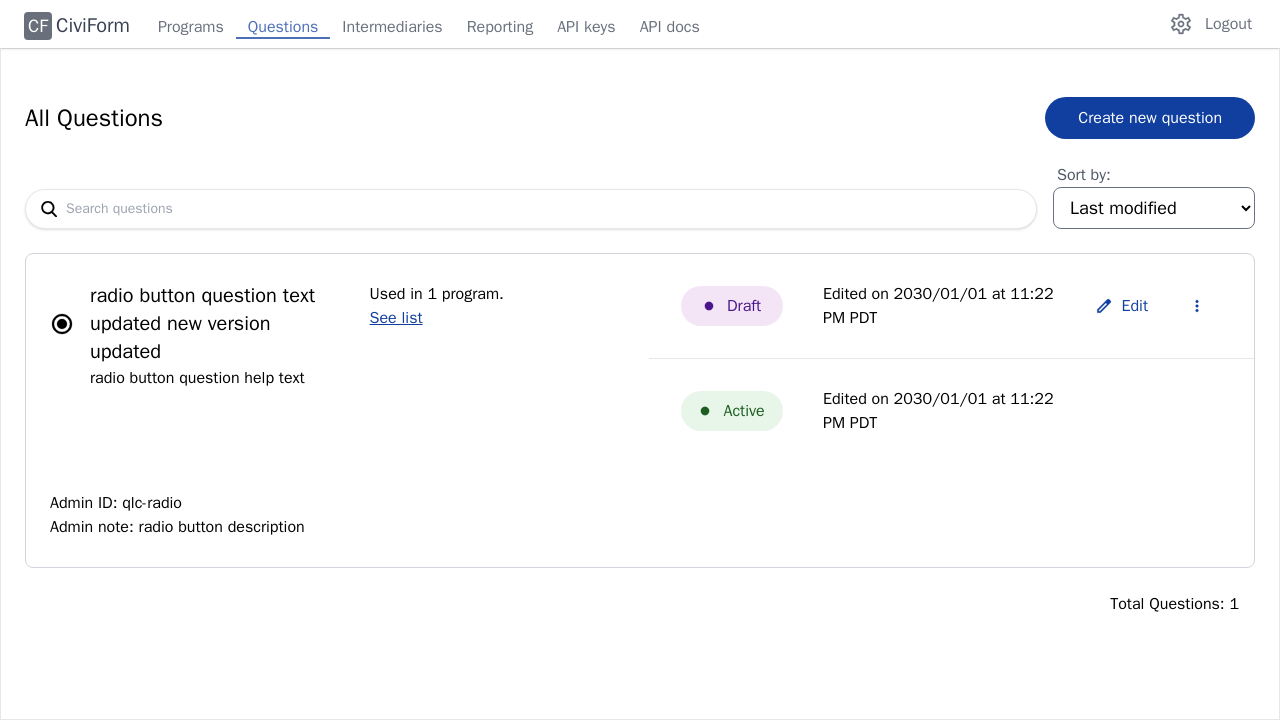 CF CiviForm Programs Questions Intermediaries Reporting API keys API docs Logout
All Questions
Create new question
Sort by:
Search questions
Last modified
radio button question text
updated new version
updated
radio button question help text
Used in 1 program.
See list
Draft
Edited on 2030/01/01 at 11:22
PM PDT
Edit
Active
Edited on 2030/01/01 at 11:22
PM PDT
Admin ID: qlc-radio
Admin note: radio button description
Total Questions: 1